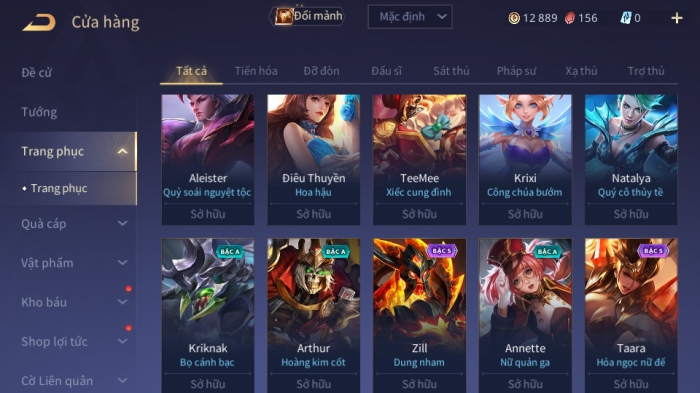 Cửa hàng
Đổi mảnh
Mặc định
12 889
156
0
Đề cử
Tướng
Trang phục
Trang phục
Quà cáp
Vật phẩm
Kho báu
Shop lợi tức
Cờ Liên quân
Tất cả
Tiến hóa
Đỡ đòn
Đấu sĩ
Sát thủ
Pháp sư
Xạ thủ
Trợ thủ
Aleister
Quỷ soái nguyệt tộc
Sở hữu
Điêu Thuyền
Hoa hậu
Sở hữu
TeeMee
Xiếc cung đình
Sở hữu
Krixi
Công chúa bướm
Sở hữu
Natalya
Quý cô thủy tề
Sở hữu
BẬC A
Kriknak
Bọ cánh bạc
Sở hữu
BẬC A
Arthur
Hoàng kim cốt
Sở hữu
BẬC S
Zill
Dung nham
Sở hữu
BẬC A
Annette
Nữ quản ga
Sở hữu
BẬC S
Taara
Hỏa ngọc nữ đế
Sở hữu